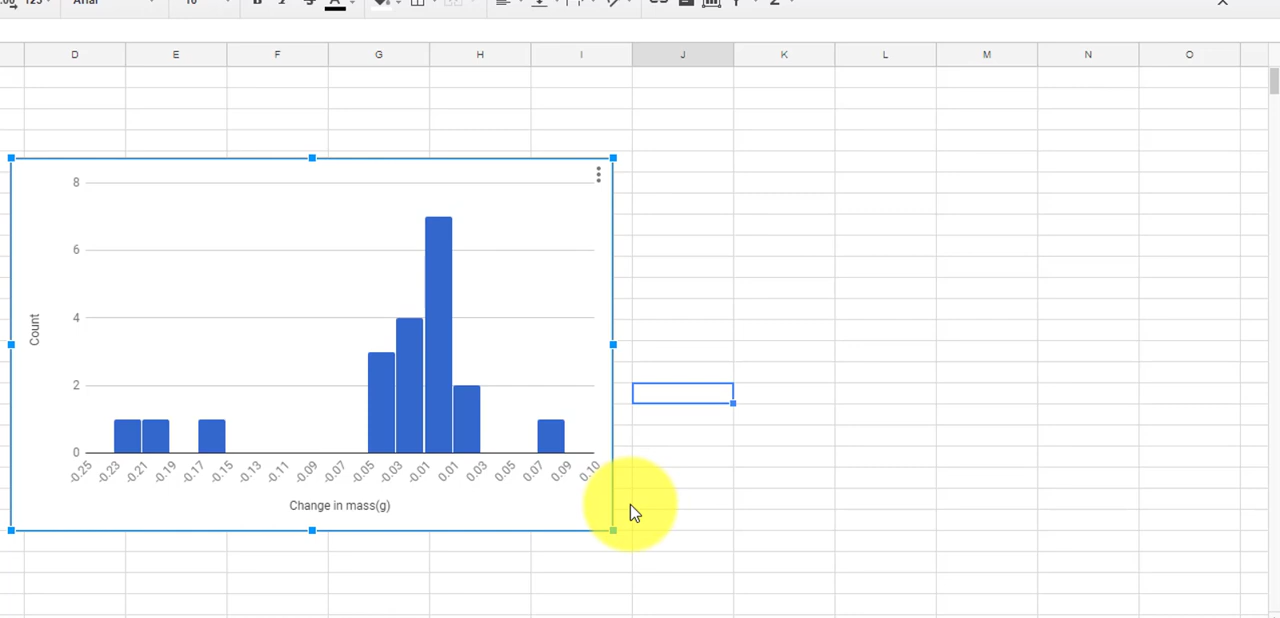 .00 123 Arial 10 B
D E F G H I J K L M N O
8
6
4
2
0
Count
-0.25 -0.23 -0.21 -0.19 -0.17 -0.15 -0.13 -0.11 -0.09 -0.07 -0.05 -0.03 -0.01 0.01 0.03 0.05 0.07 0.09 0.10
Change in mass(g)